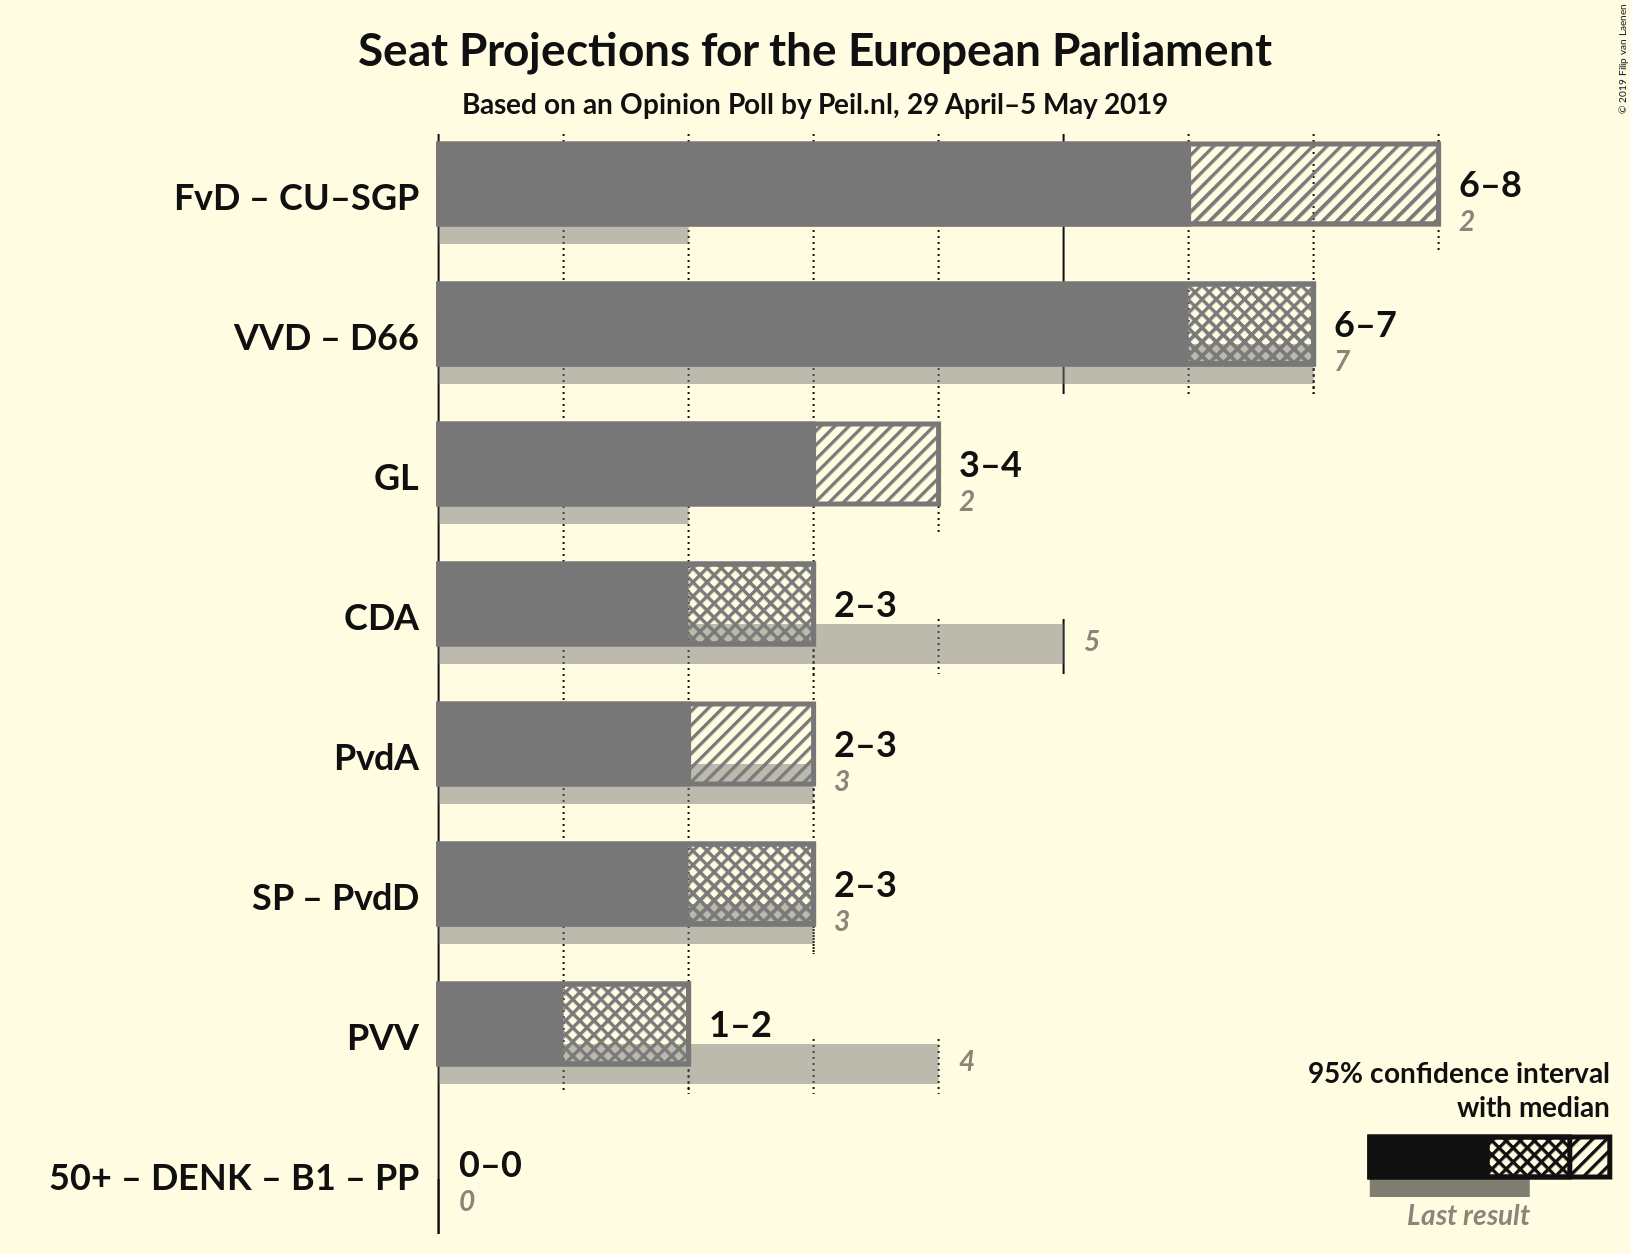 Seat Projections for the European Parliament
Based on an Opinion Poll by Peil.nl, 29 April–5 May 2019
© 2019 Filip van Laenen
FvD – CU–SGP
6–8
2
VVD – D66
6–7
7
GL
3–4
2
CDA
2–3
5
PvdA
2–3
3
SP – PvdD
2–3
3
PVV
1–2
4
50+ – DENK – B1 – PP
0–0
0
95% confidence interval
with median
Last result